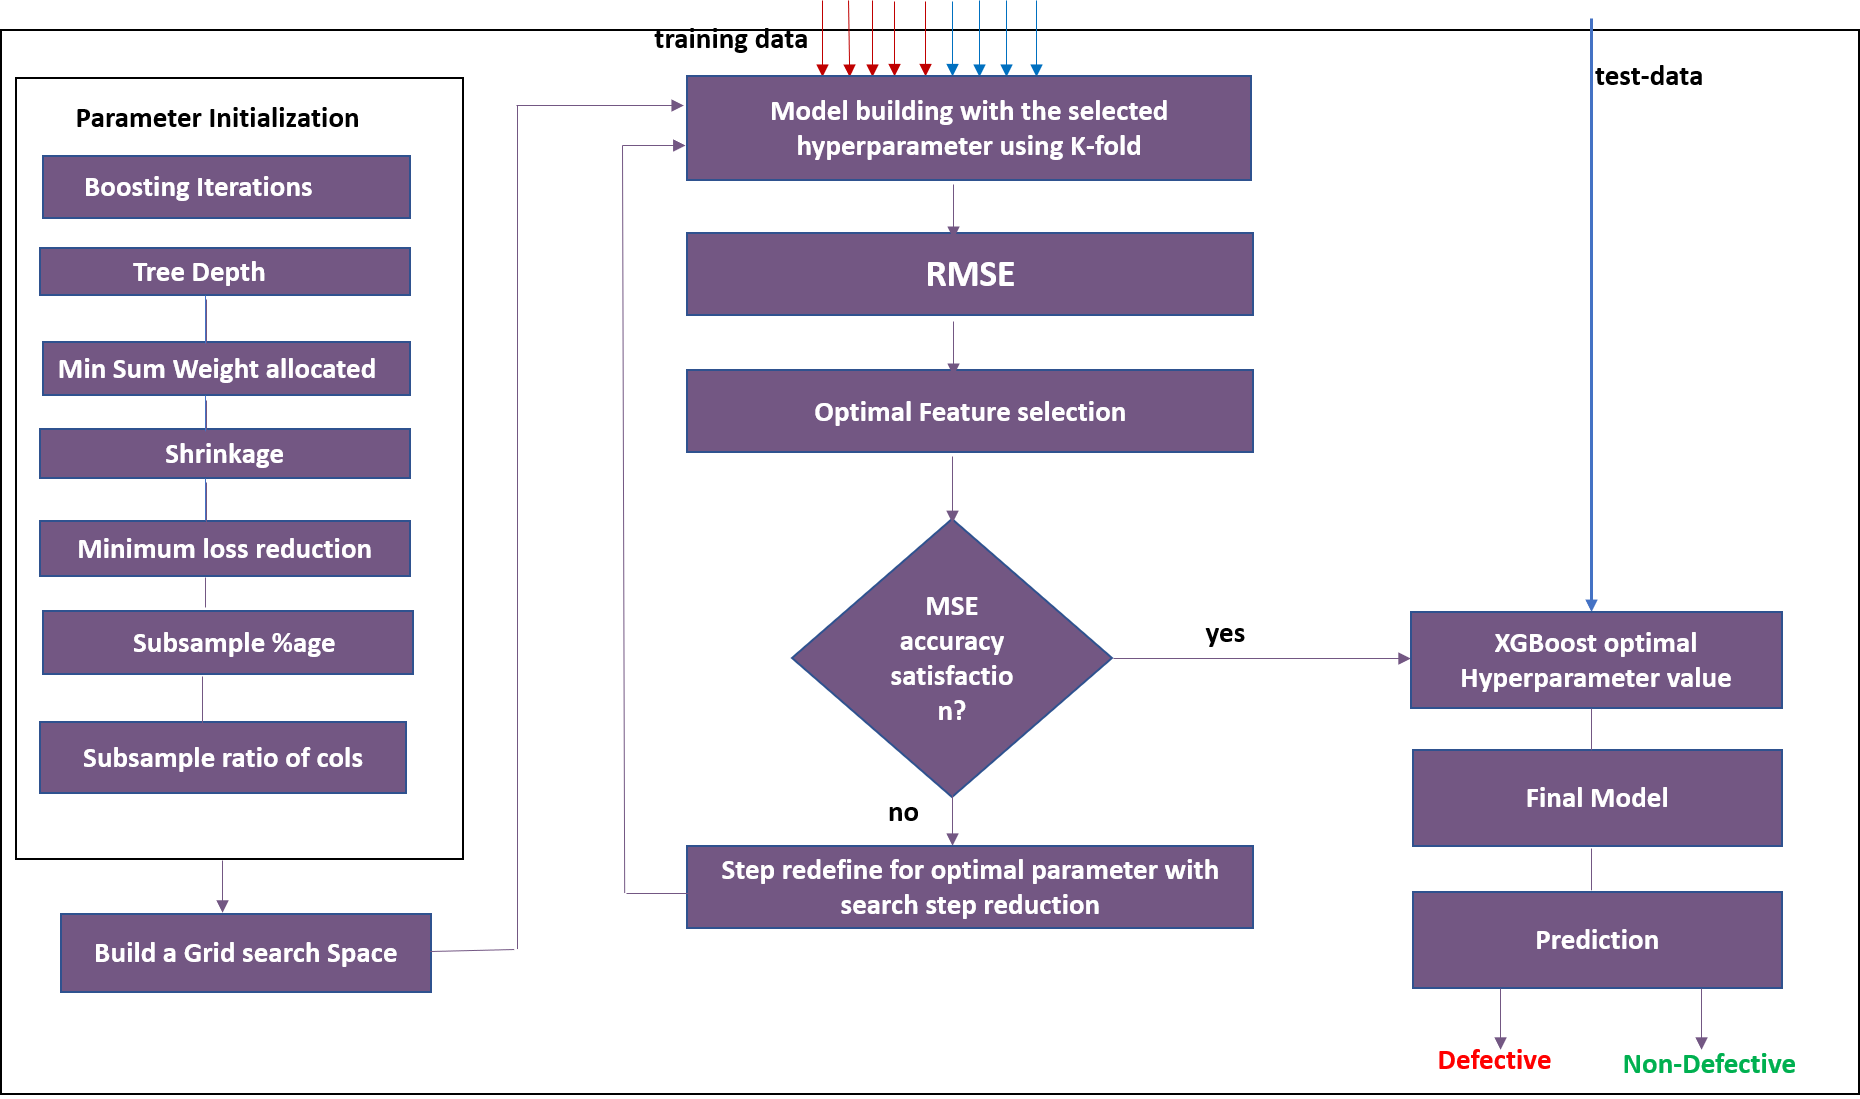 training data
test-data
Parameter Initialization
Boosting Iterations
Tree Depth
Min Sum Weight allocated
Shrinkage
Minimum loss reduction
Subsample %age
Subsample ratio of cols
Build a Grid search Space
Model building with the selected
hyperparameter using K-fold
RMSE
Optimal Feature selection
MSE
accuracy
satisfactio
n?
yes
no
Step redefine for optimal parameter with
search step reduction
XGBoost optimal
Hyperparameter value
Final Model
Prediction
Defective
Non-Defective